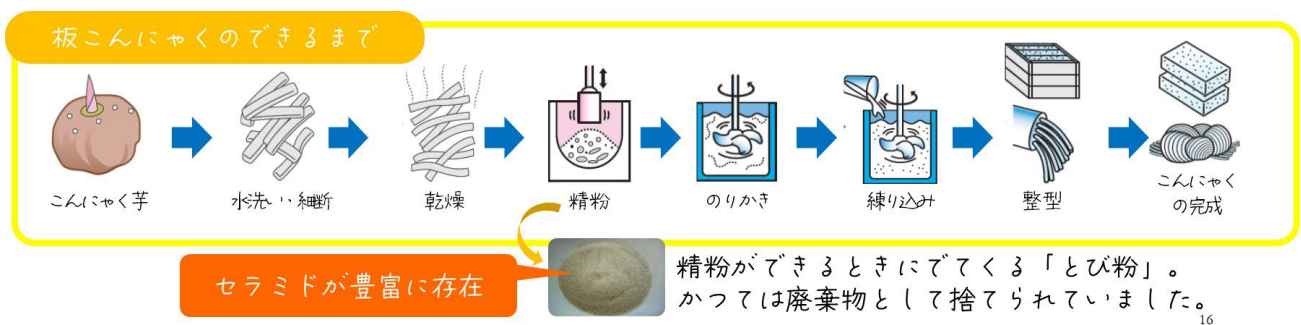 板こんにゃくのできるまで
こんにゃく芋
水洗い・細断
乾燥
精粉
のりかき
練り込み
整型
こんにゃく
の完成
セラミドが豊富に存在
精粉ができるときにでてくる「とび粉」。
かつては廃棄物として捨てられていました。
16